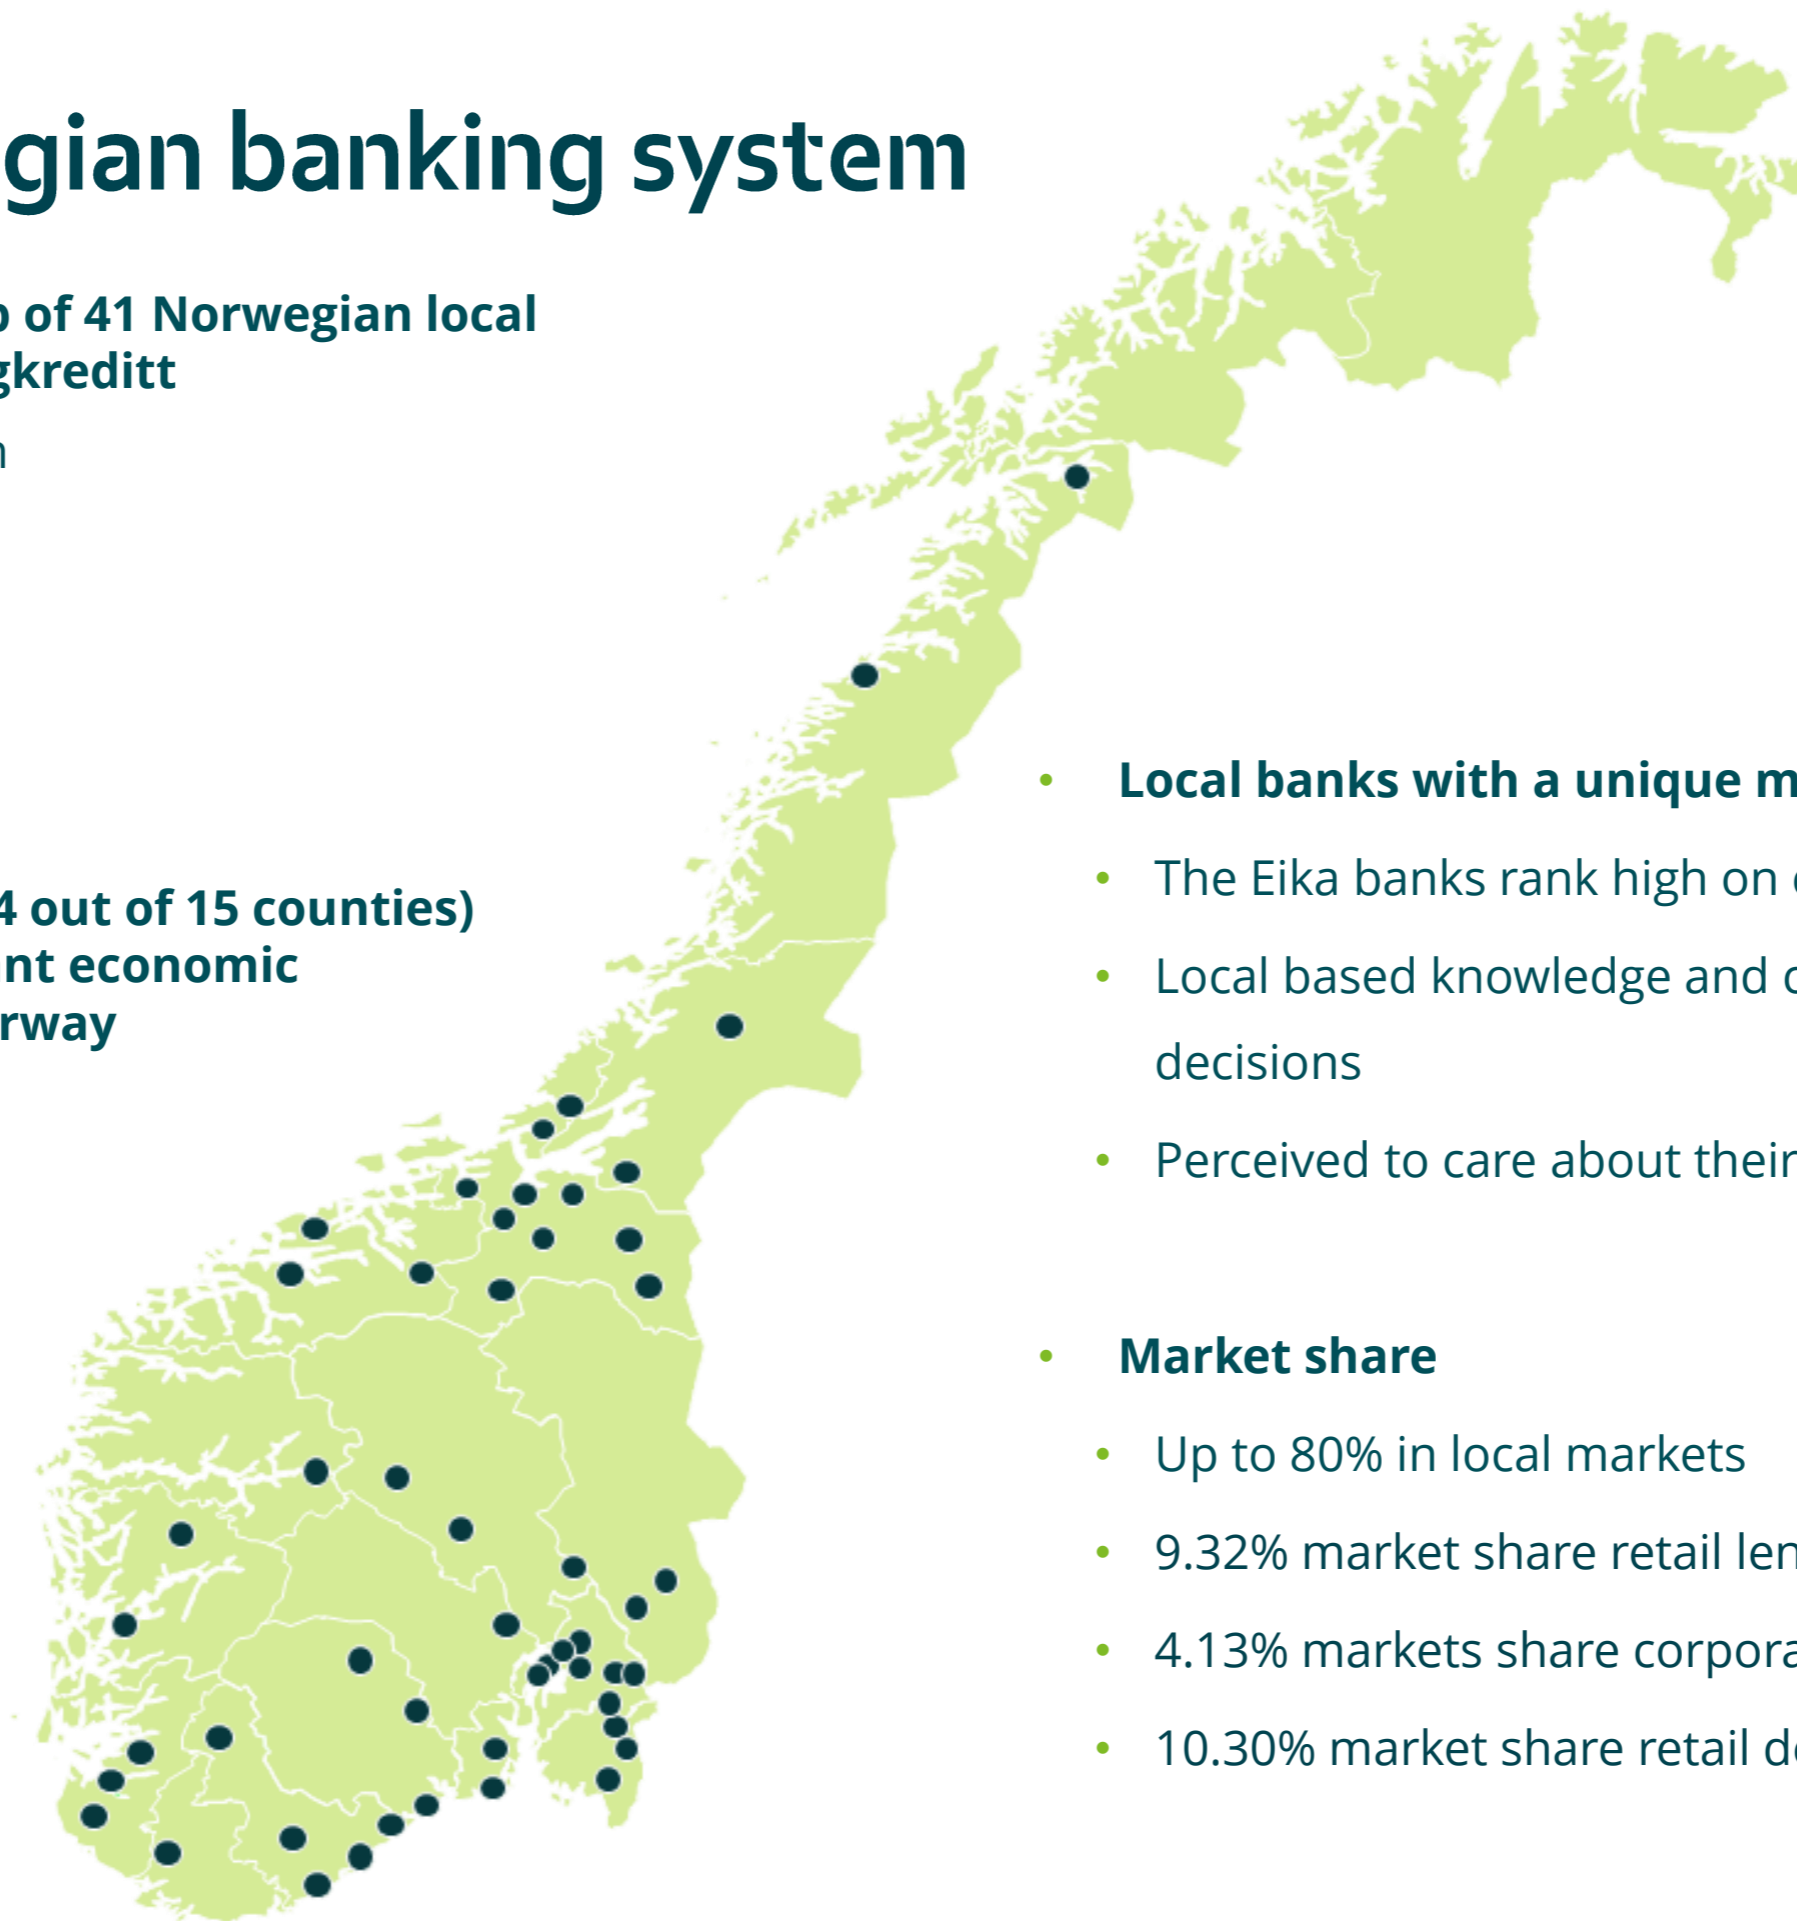 gian banking system
of 41 Norwegian local
gkreditt
4 out of 15 counties)
nt economic
rway
• Local banks with a unique m
• The Eika banks rank high on
• Local based knowledge and
decisions
• Perceived to care about their
• Market share
• Up to 80% in local markets
• 9.32% market share retail len
• 4.13% markets share corpora
• 10.30% market share retail de